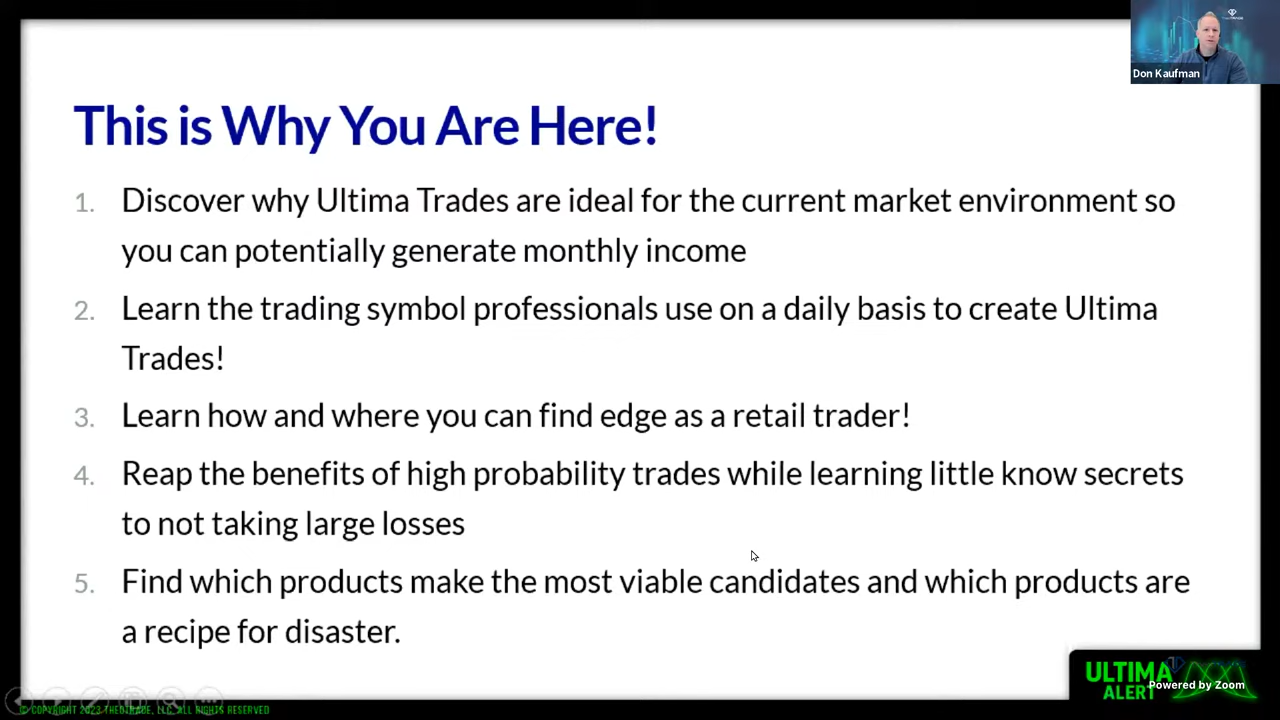 Don Kaufman
This is Why You Are Here!
1. Discover why Ultima Trades are ideal for the current market environment so
you can potentially generate monthly income
2. Learn the trading symbol professionals use on a daily basis to create Ultima
Trades!
3. Learn how and where you can find edge as a retail trader!
4. Reap the benefits of high probability trades while learning little know secrets
to not taking large losses
5. Find which products make the most viable candidates and which products are
a recipe for disaster.
ULTIMA
ALERT
Powered by Zoom
© COPYRIGHT 2023 THEOTRADE, LLC. ALL RIGHTS RESERVED